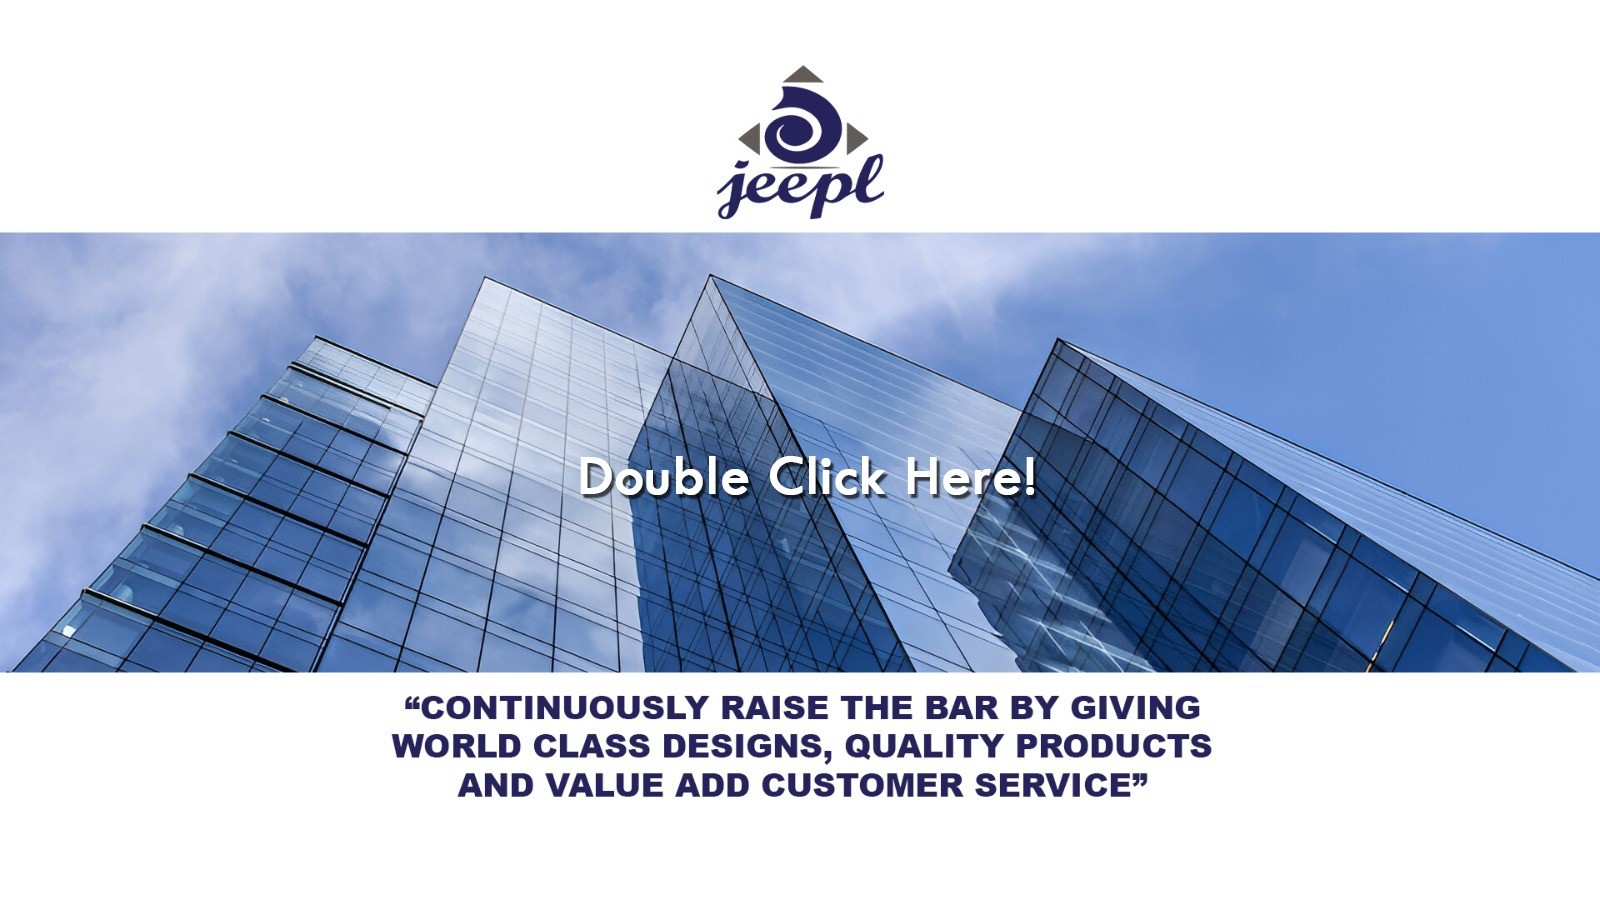 jeepl
Double Click Here!
“CONTINUOUSLY RAISE THE BAR BY GIVING
WORLD CLASS DESIGNS, QUALITY PRODUCTS
AND VALUE ADD CUSTOMER SERVICE”